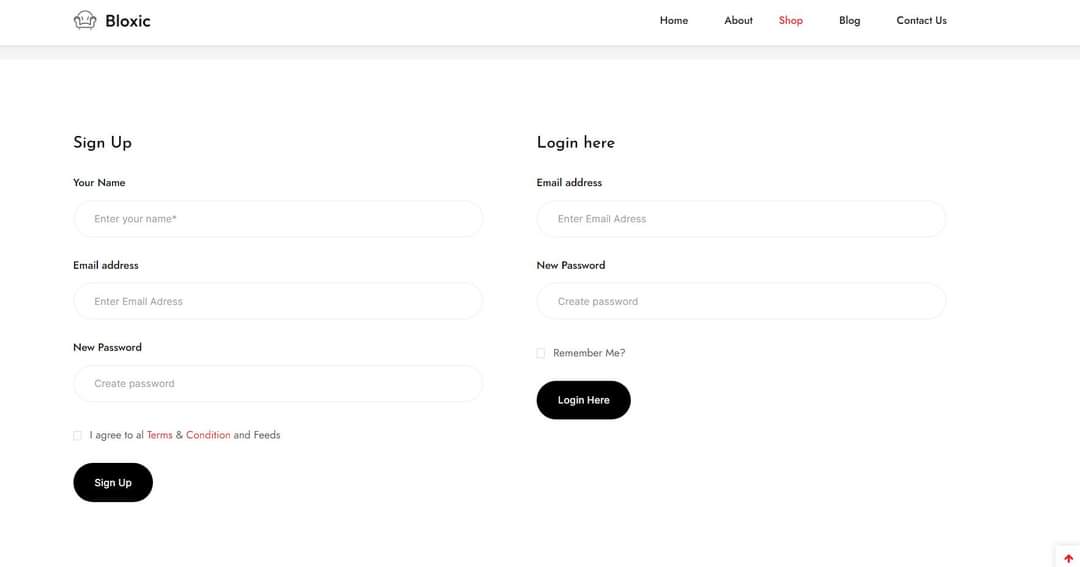 Bloxic
Home About Shop Blog Contact Us
Sign Up
Your Name
Enter your name*
Email address
Enter Email Adress
New Password
Create password
I agree to al Terms & Condition and Feeds
Sign Up
Login here
Email address
Enter Email Adress
New Password
Create password
Remember Me?
Login Here